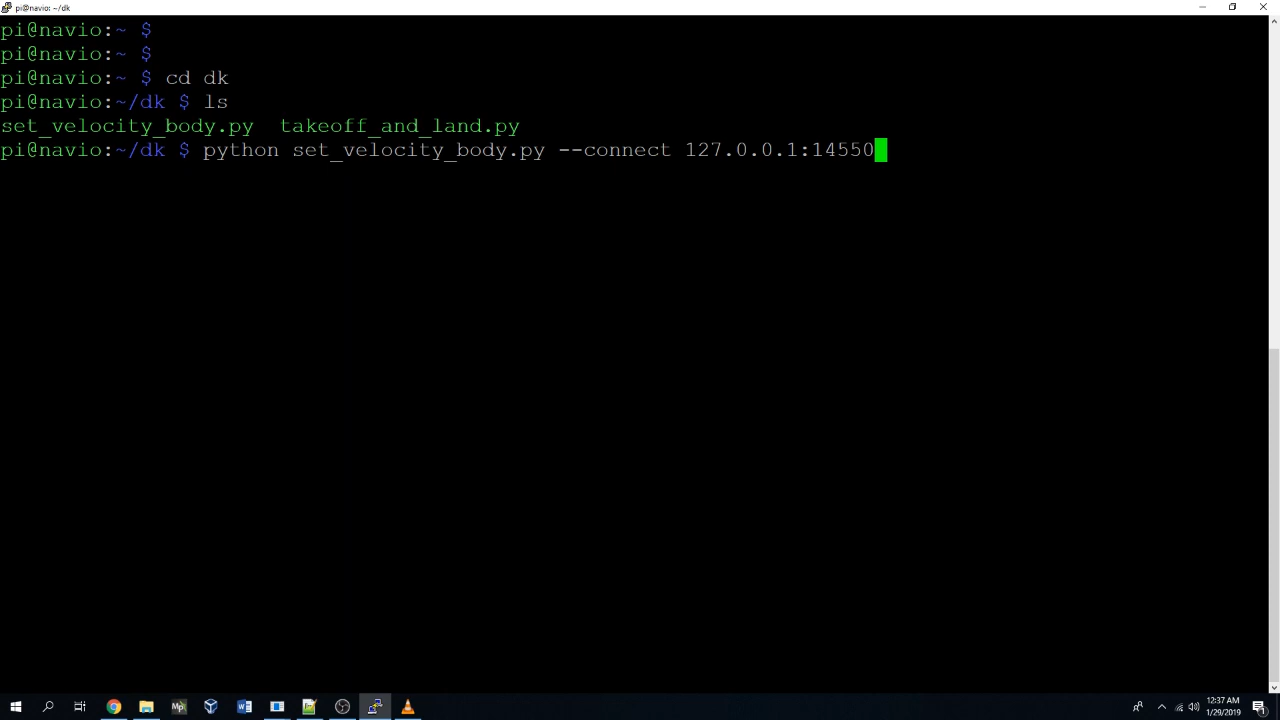 pi@navio: ~/dk
pi@navio:~ $
pi@navio:~ $
pi@navio:~ $ cd dk
pi@navio:~/dk $ ls
set_velocity_body.py  takeoff_and_land.py
pi@navio:~/dk $ python set_velocity_body.py --connect 127.0.0.1:14550
Mp
12:37 AM
1/29/2019